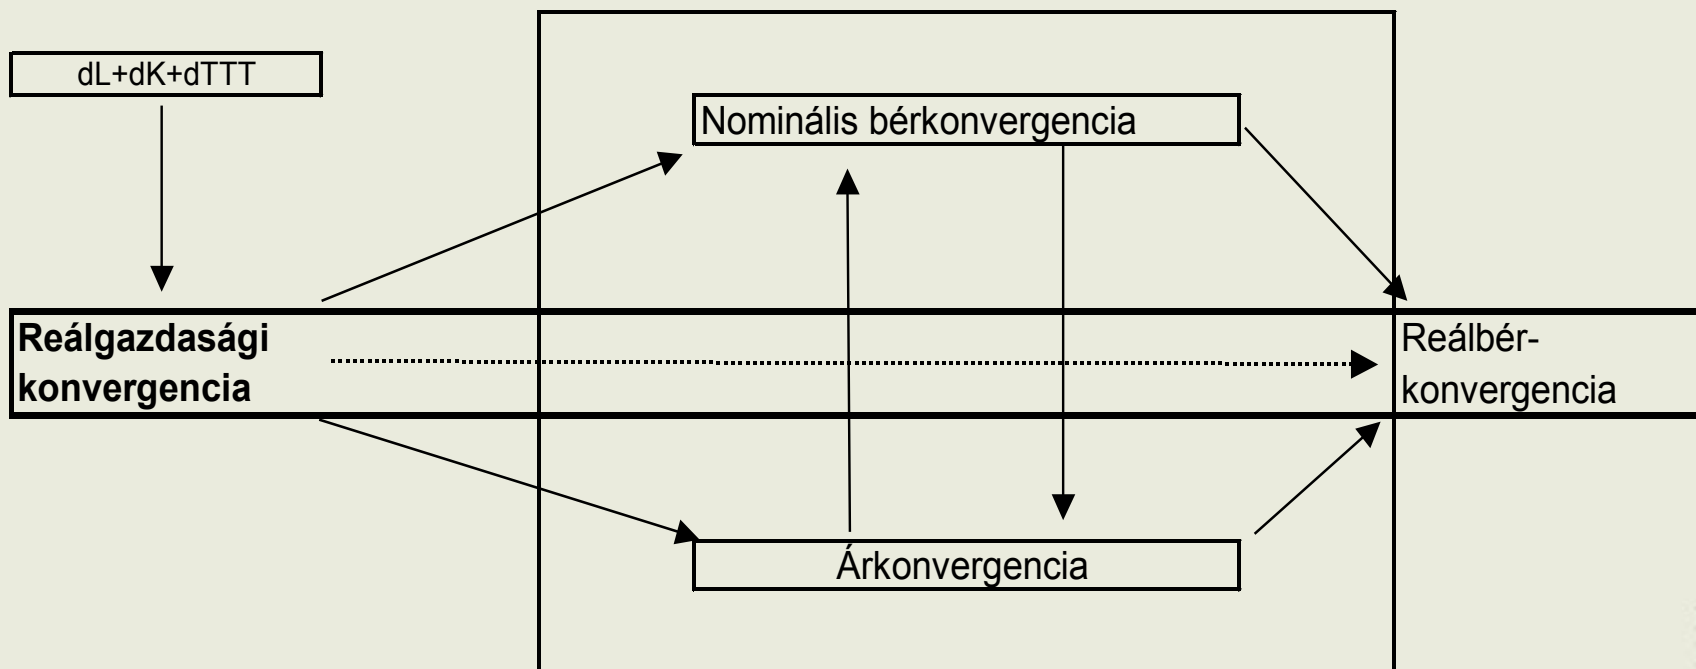 dL+dK+dTTT
Nominális bérkonvergencia
Reálgazdasági
konvergencia
Reálbér-
konvergencia
Árkonvergencia